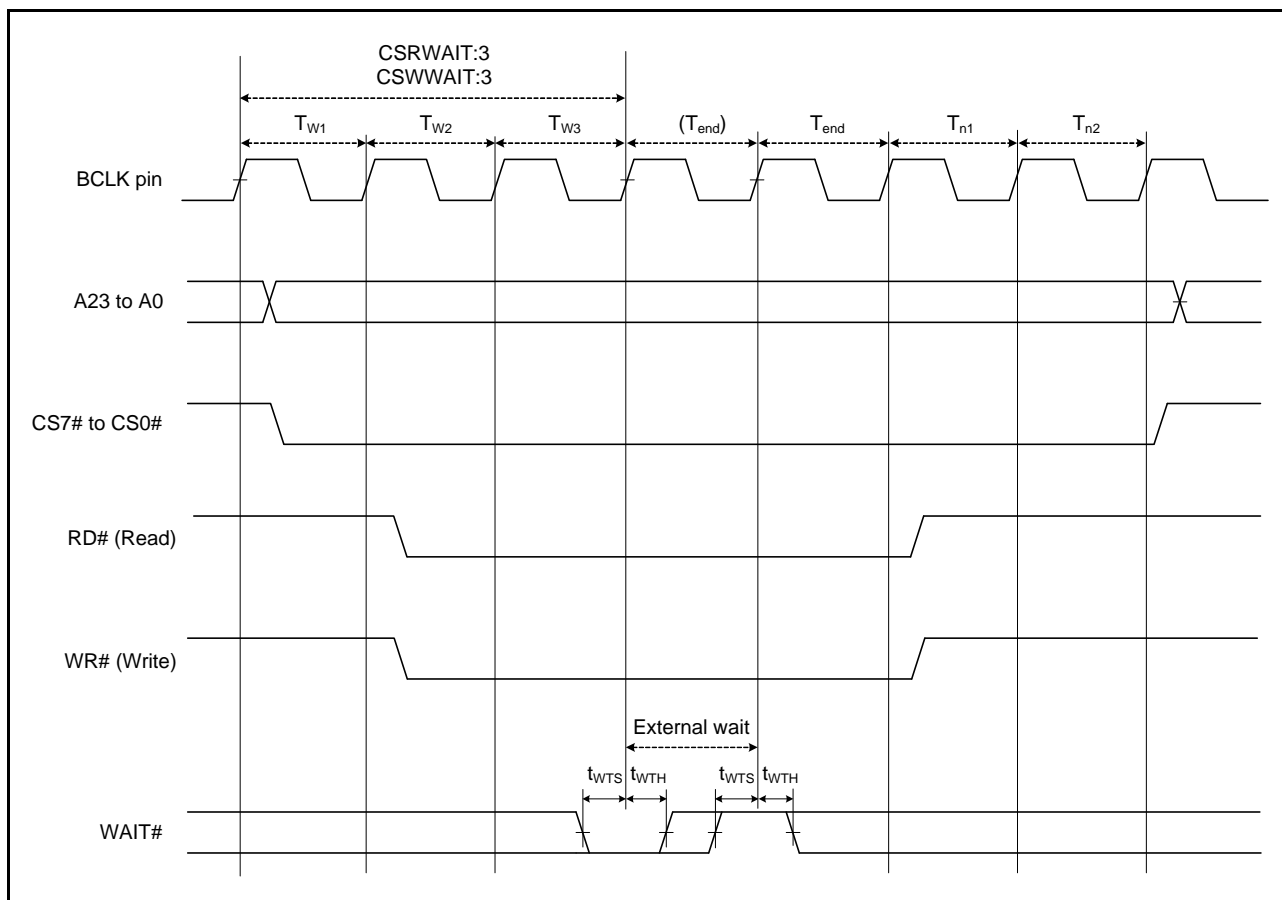 CSRWAIT:3
CSWWAIT:3
TW1 TW2 TW3 (Tend) Tend Tn1 Tn2
BCLK pin
A23 to A0
CS7# to CS0#
RD# (Read)
WR# (Write)
External wait
tWTS tWTH tWTS tWTH
WAIT#